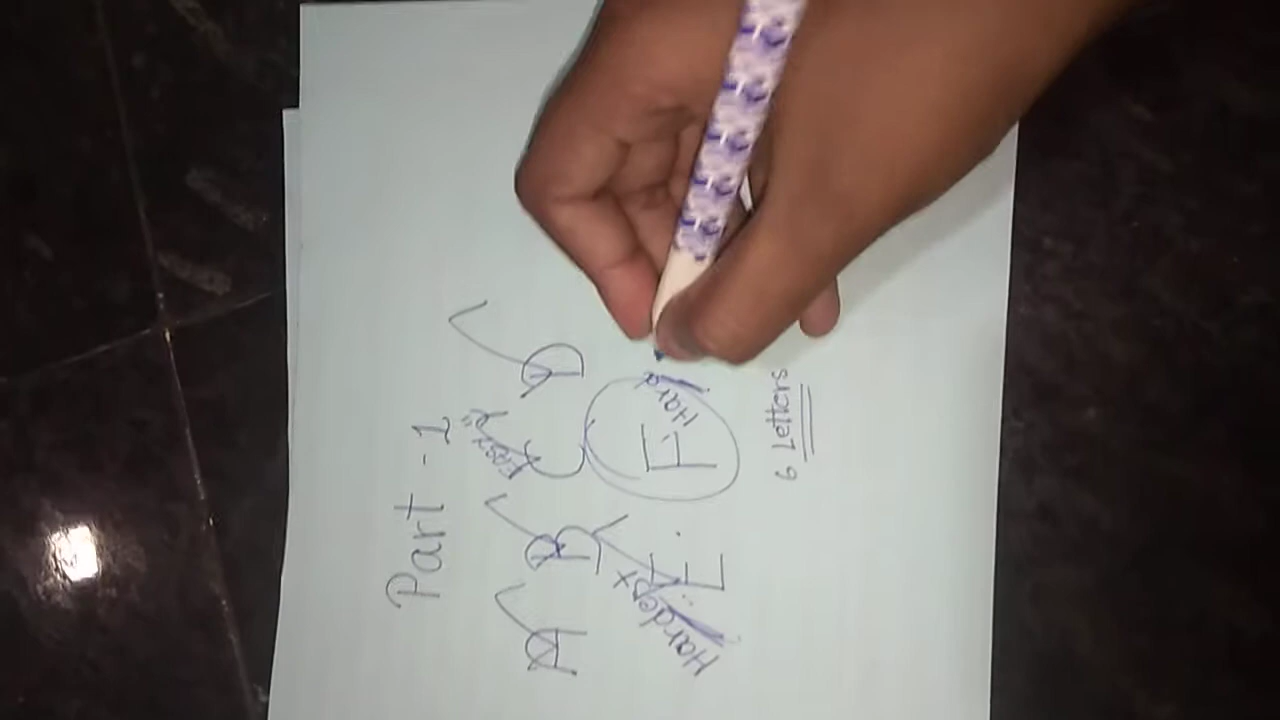 Part - 1
A B C D
Easy
E. F.
Hardest
Hard
6 Letters